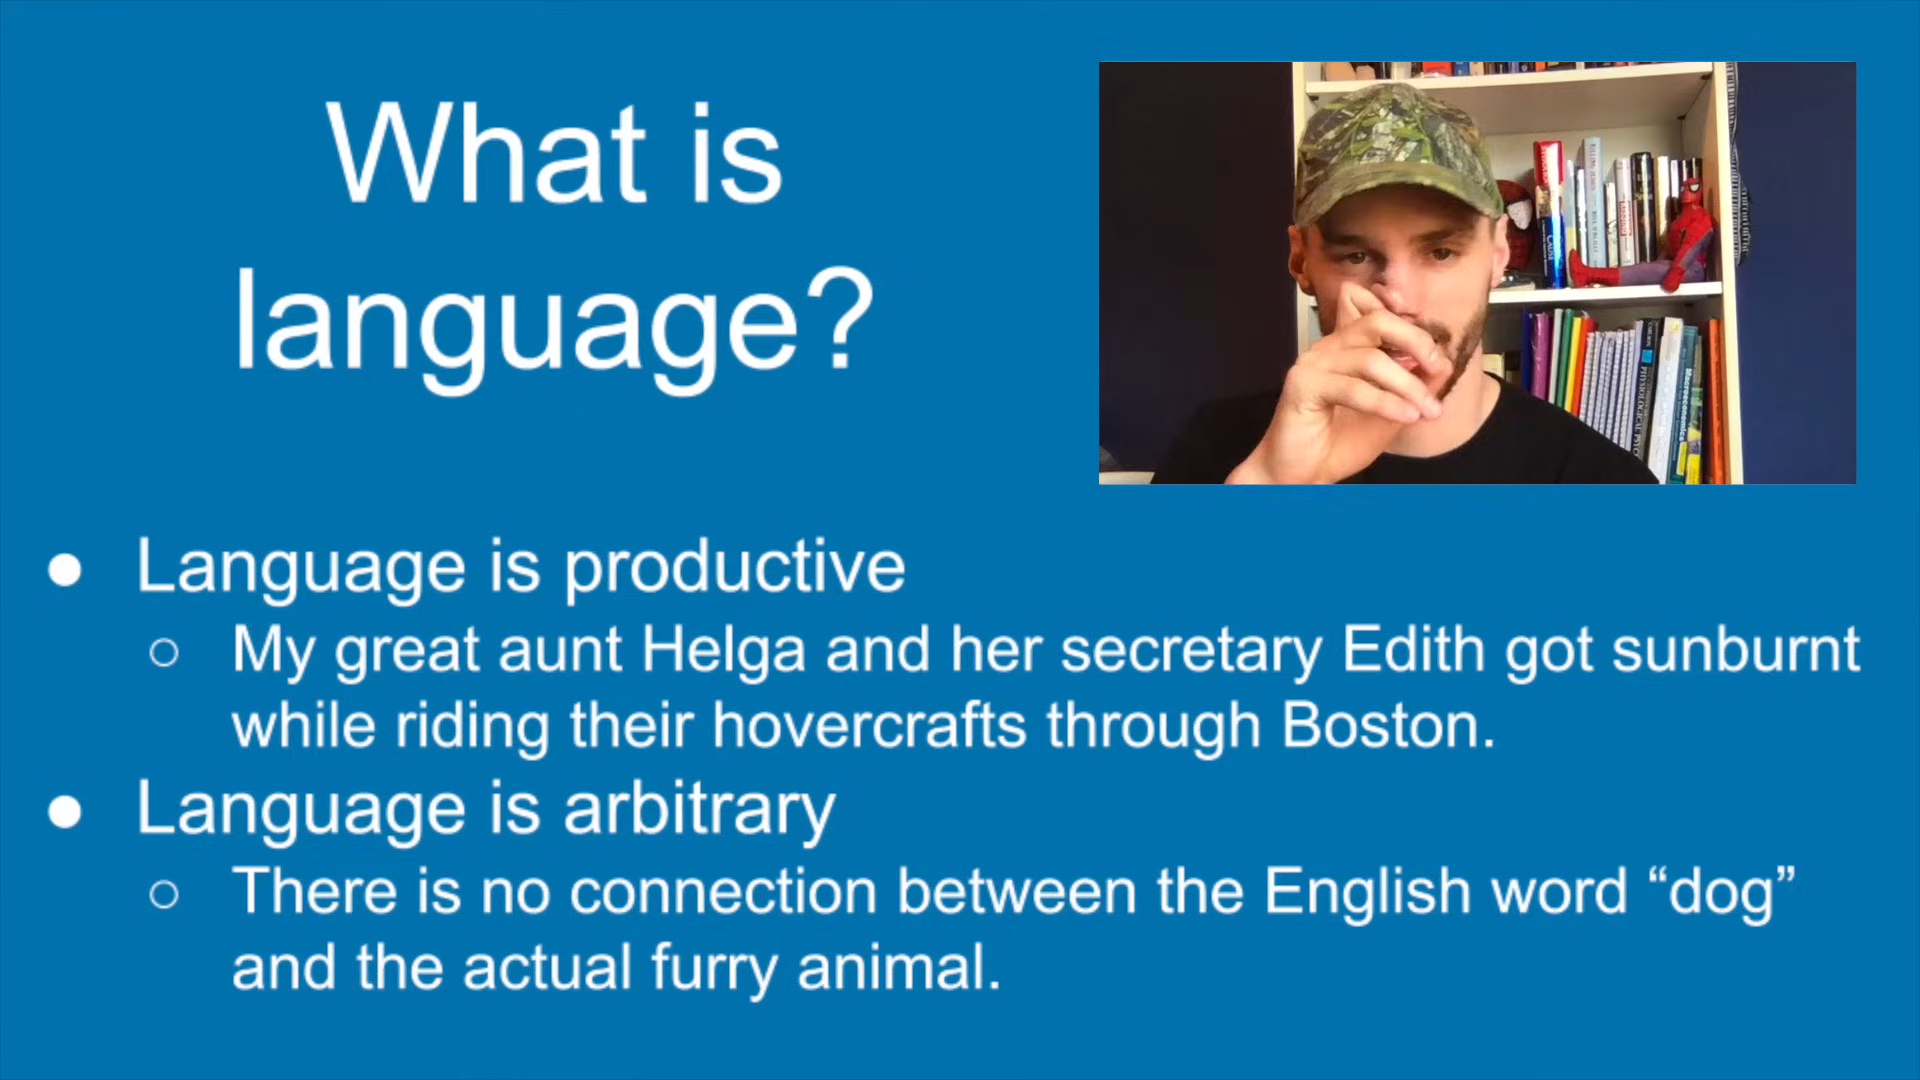 What is
language?
● Language is productive
○ My great aunt Helga and her secretary Edith got sunburnt
while riding their hovercrafts through Boston.
● Language is arbitrary
○ There is no connection between the English word “dog”
and the actual furry animal.
Macroeconomics